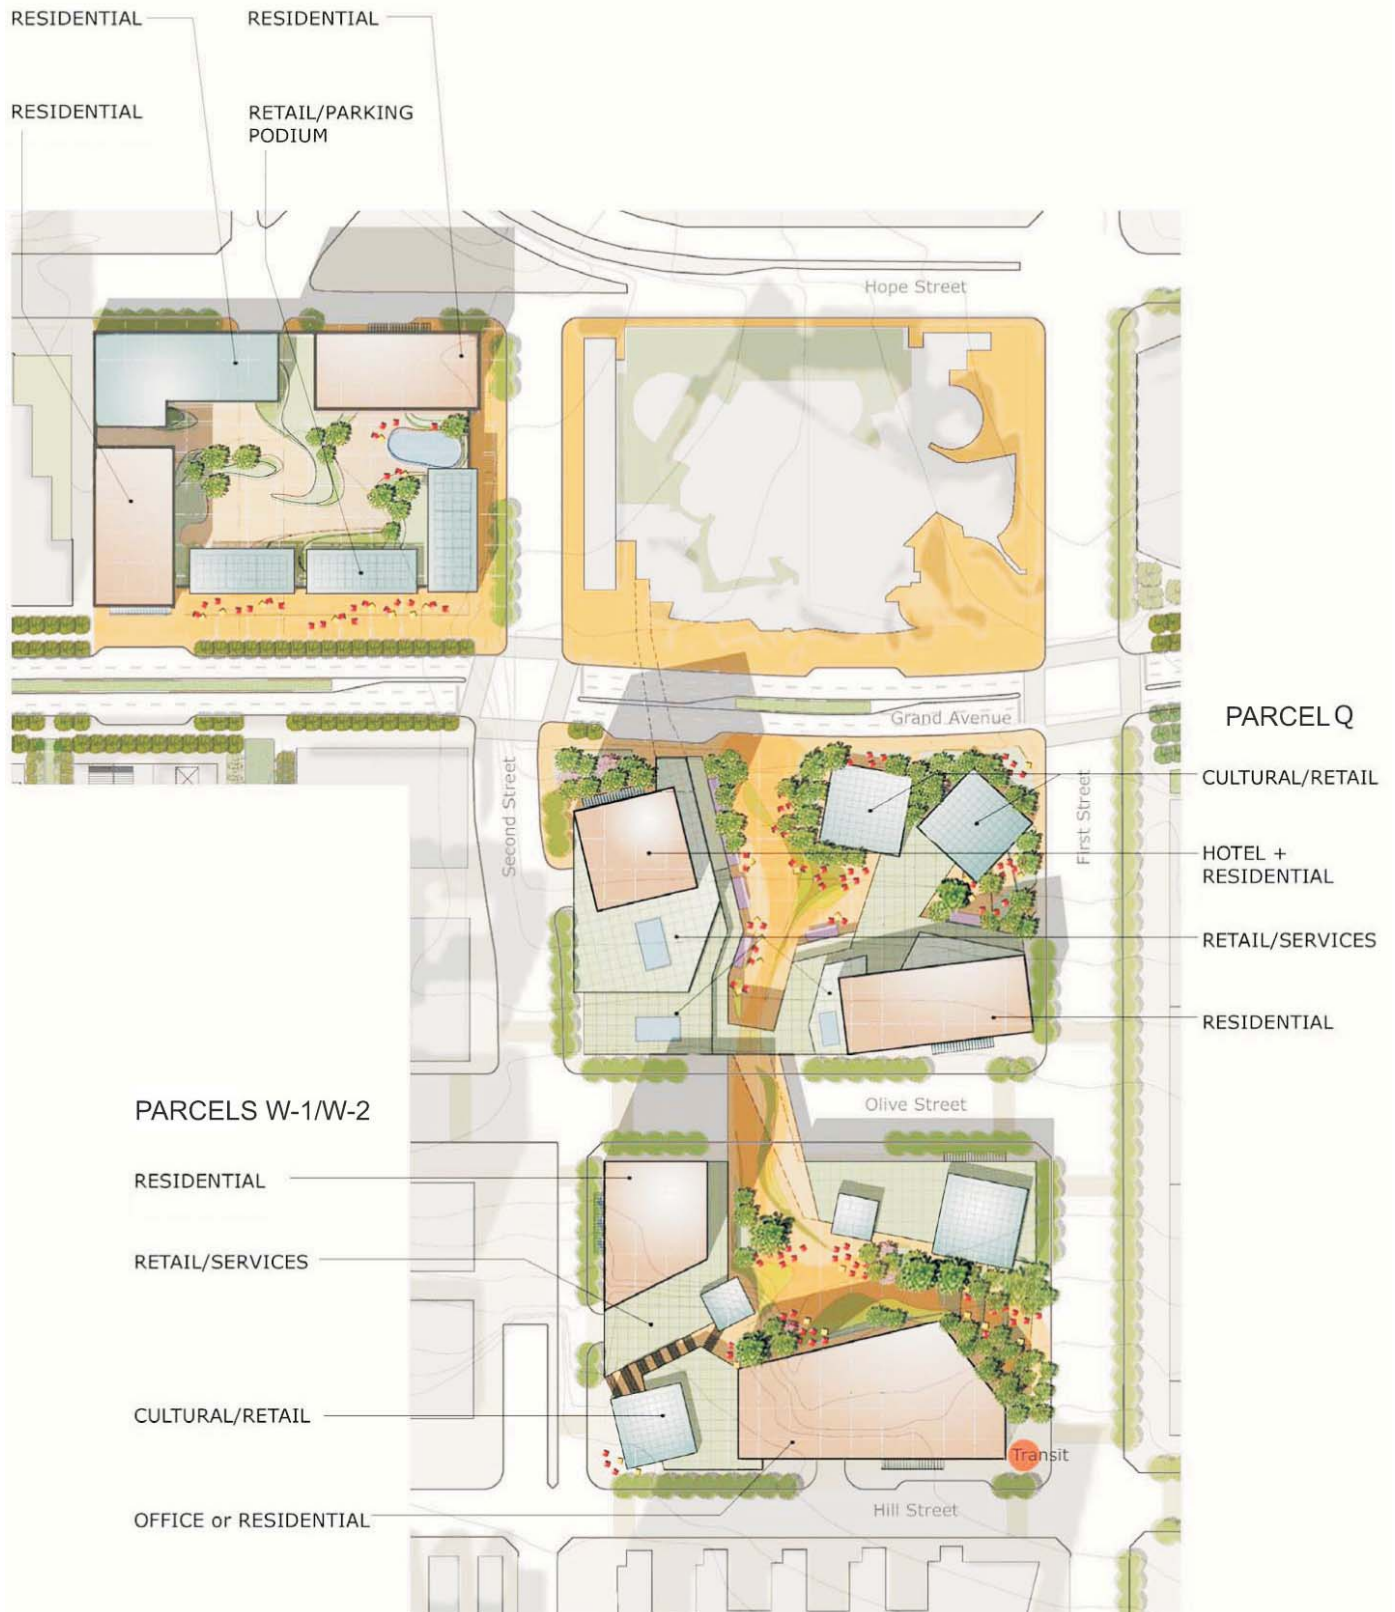 RESIDENTIAL
RESIDENTIAL
RESIDENTIAL
RETAIL/PARKING
PODIUM
Hope Street
Grand Avenue
PARCEL Q
Second Street
First Street
CULTURAL/RETAIL
HOTEL +
RESIDENTIAL
RETAIL/SERVICES
RESIDENTIAL
Olive Street
PARCELS W-1/W-2
RESIDENTIAL
RETAIL/SERVICES
CULTURAL/RETAIL
Transit
Hill Street
OFFICE or RESIDENTIAL